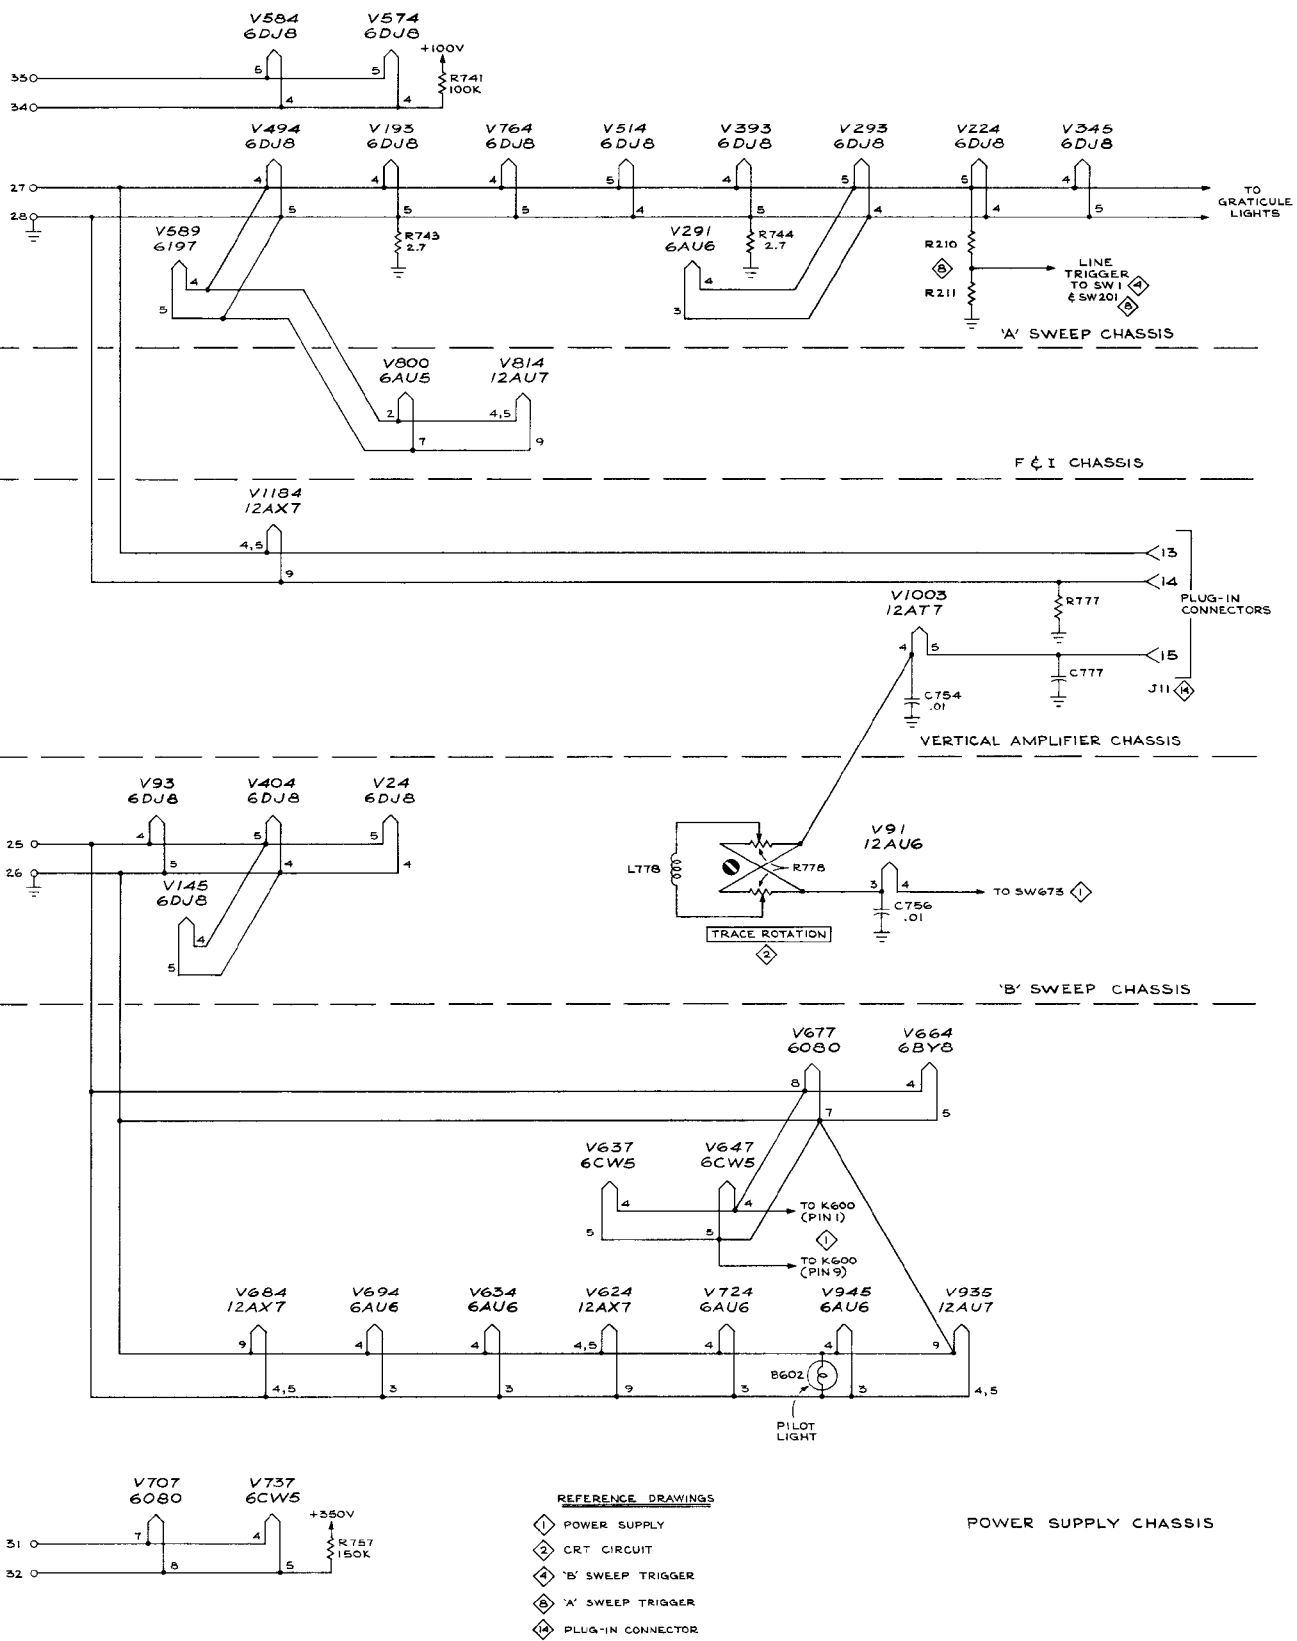 V584 V574
6DJ8 6DJ8
+100V
5 5
33
R741
100K
4 4
34
V494 V193 V764 V514 V393 V293 V224 V345
6DJ8 6DJ8 6DJ8 6DJ8 6DJ8 6DJ8 6DJ8 6DJ8
4 4 4 5 4 5 5 4
27
TO
GRATICULE
LIGHTS
28
5 5 5 4 5 4 4 5
V589
6197
R743
2.7
V291
6AU6
R744
2.7
R210
8
R211
LINE
TRIGGER
TO SW1 4
& SW201 8
4
5
4
3
'A' SWEEP CHASSIS
V800 V814
6AU5 12AU7
2 4,5
7 9
F & I CHASSIS
V1184
12AX7
4,5
13
9
14
V1003
12AT7
R777
PLUG-IN
CONNECTORS
4 5
15
C754
.01
C777
J11 14
VERTICAL AMPLIFIER CHASSIS
V93 V404 V24
6DJ8 6DJ8 6DJ8
4 5 5
25
5 4 4
26
V145
6DJ8
4
5
L778
R778
V91
12AU6
3 4
TO SW673 1
C756
.01
TRACE ROTATION
2
'B' SWEEP CHASSIS
V677 V664
6080 6BY8
8 4
7 5
V637 V647
6CW5 6CW5
4 4
TO K600
(PIN 1)
5 5
1
TO K600
(PIN 9)
V684 V694 V634 V624 V724 V945 V935
12AX7 6AU6 6AU6 12AX7 6AU6 6AU6 12AU7
9 4 4 4,5 4 4 9
B602
4,5 3 3 9 3 3 4,5
PILOT
LIGHT
V707 V737
6080 6CW5
+350V
7 4
31
R757
150K
8 5
32
REFERENCE DRAWINGS
1 POWER SUPPLY
2 CRT CIRCUIT
4 'B' SWEEP TRIGGER
8 'A' SWEEP TRIGGER
14 PLUG-IN CONNECTOR
POWER SUPPLY CHASSIS